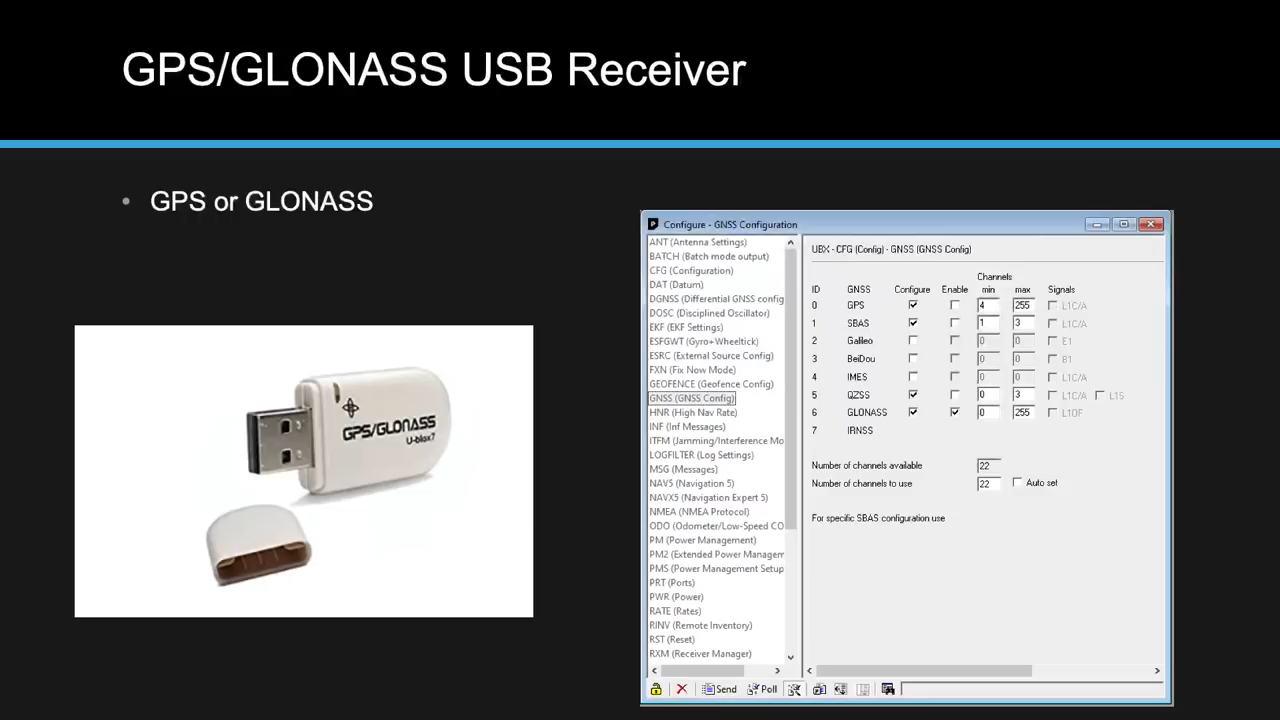 GPS/GLONASS USB Receiver
• GPS or GLONASS
GPS/GLONASS
U-blox7
Configure - GNSS Configuration
ANT (Antenna Settings)
BATCH (Batch mode output)
CFG (Configuration)
DAT (Datum)
DGNSS (Differential GNSS config
DOSC (Disciplined Oscillator)
EKF (EKF Settings)
ESFGWT (Gyro+Wheeltick)
ESRC (External Source Config)
FXN (Fix Now Mode)
GEOFENCE (Geofence Config)
GNSS (GNSS Config)
HNR (High Nav Rate)
INF (Inf Messages)
ITFM (Jamming/Interference Mo
LOGFILTER (Log Settings)
MSG (Messages)
NAV5 (Navigation 5)
NAVX5 (Navigation Expert 5)
NMEA (NMEA Protocol)
ODO (Odometer/Low-Speed CO
PM (Power Management)
PM2 (Extended Power Managem
PMS (Power Management Setup
PRT (Ports)
PWR (Power)
RATE (Rates)
RINV (Remote Inventory)
RST (Reset)
RXM (Receiver Manager)
UBX - CFG (Config) - GNSS (GNSS Config)
Channels
ID GNSS Configure Enable min max Signals
0 GPS 4 255 L1C/A
1 SBAS 1 3 L1C/A
2 Galileo 0 0 E1
3 BeiDou 0 0 B1
4 IMES 0 0 L1C/A
5 QZSS 0 3 L1C/A L1S
6 GLONASS 0 255 L1OF
7 IRNSS
Number of channels available 22
Number of channels to use 22 Auto set
For specific SBAS configuration use
Send Poll